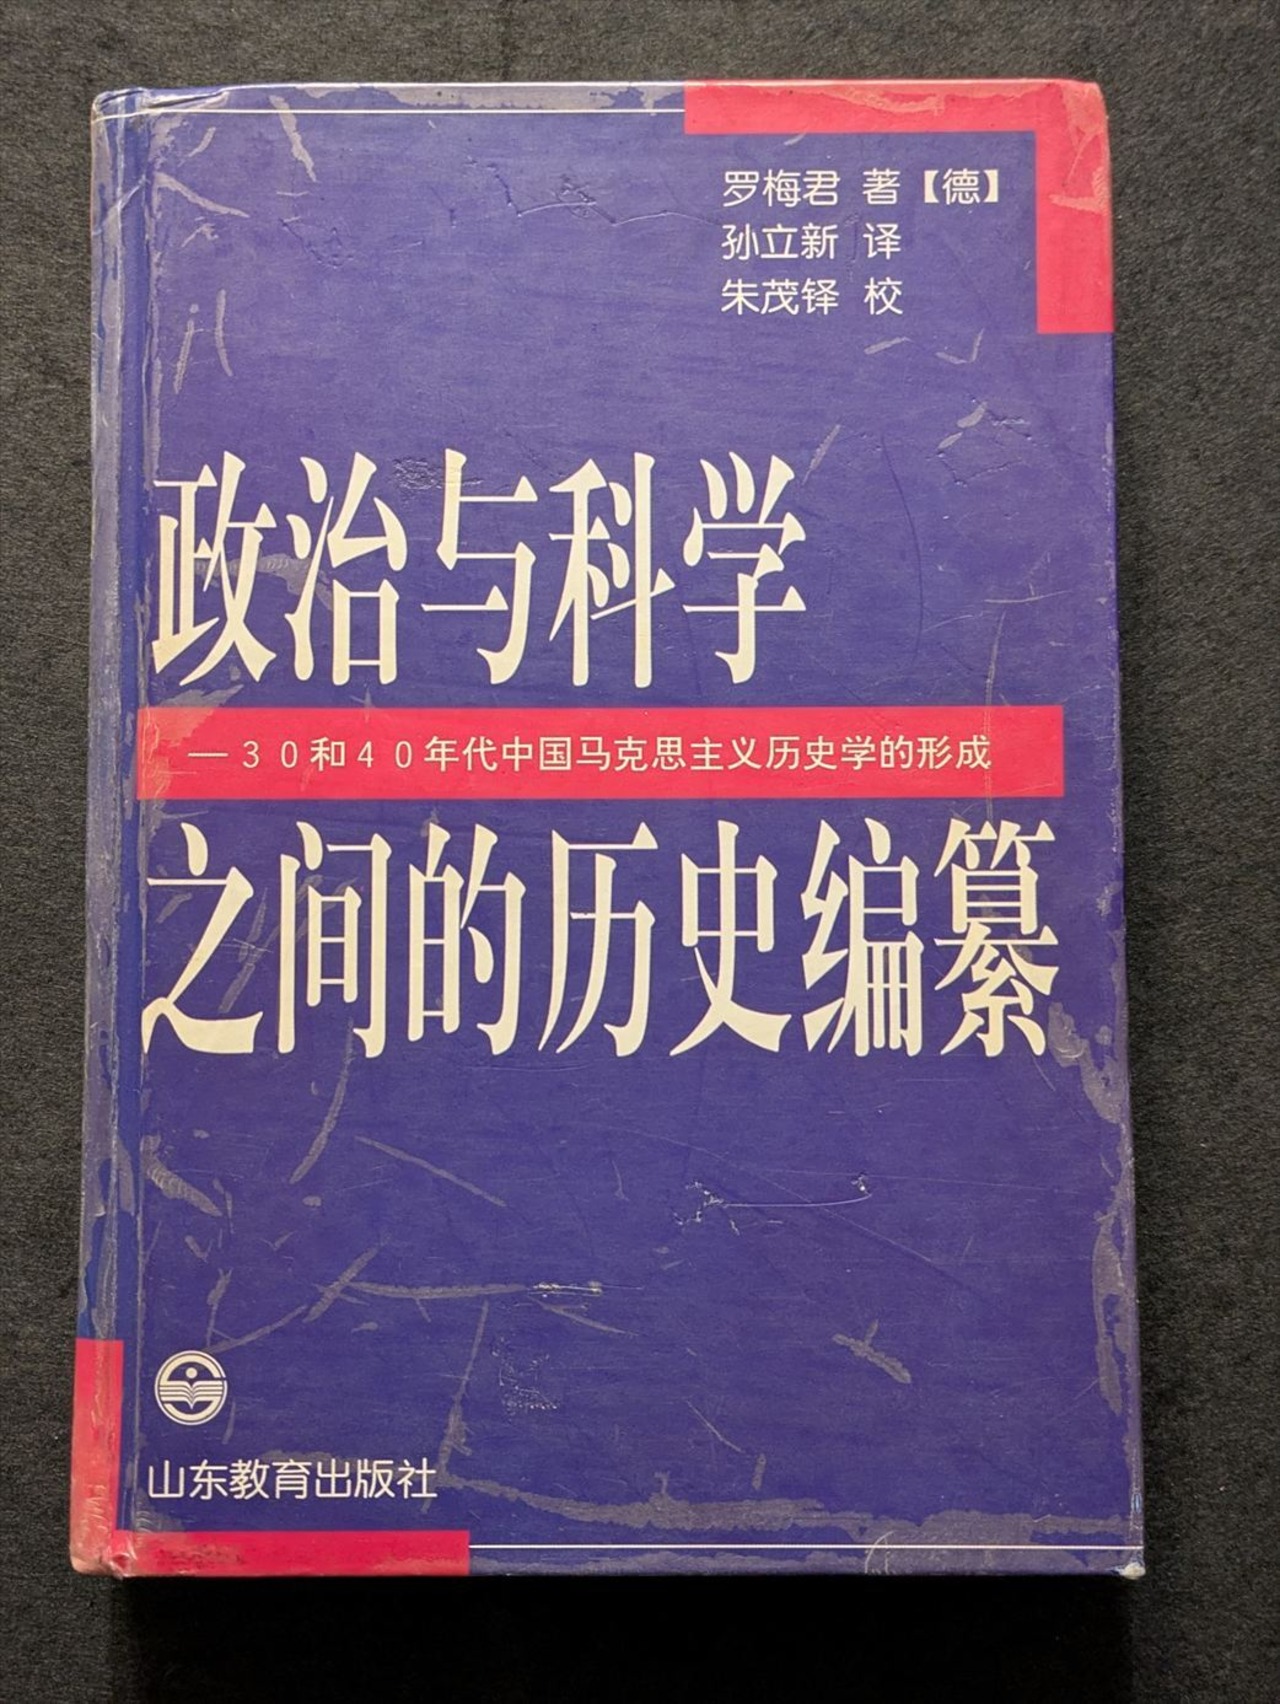 罗梅君 著【德】
孙立新 译
朱茂铎 校
政治与科学
—30和40年代中国马克思主义历史学的形成
之间的历史编纂
山东教育出版社